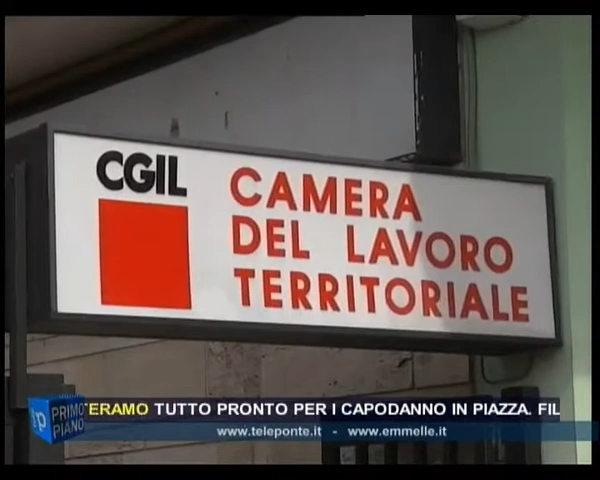 CGIL
CAMERA
DEL LAVORO
TERRITORIALE
PRIMO
PIANO
TERAMO TUTTO PRONTO PER I CAPODANNO IN PIAZZA. FIL
www.teleponte.it - www.emmelle.it